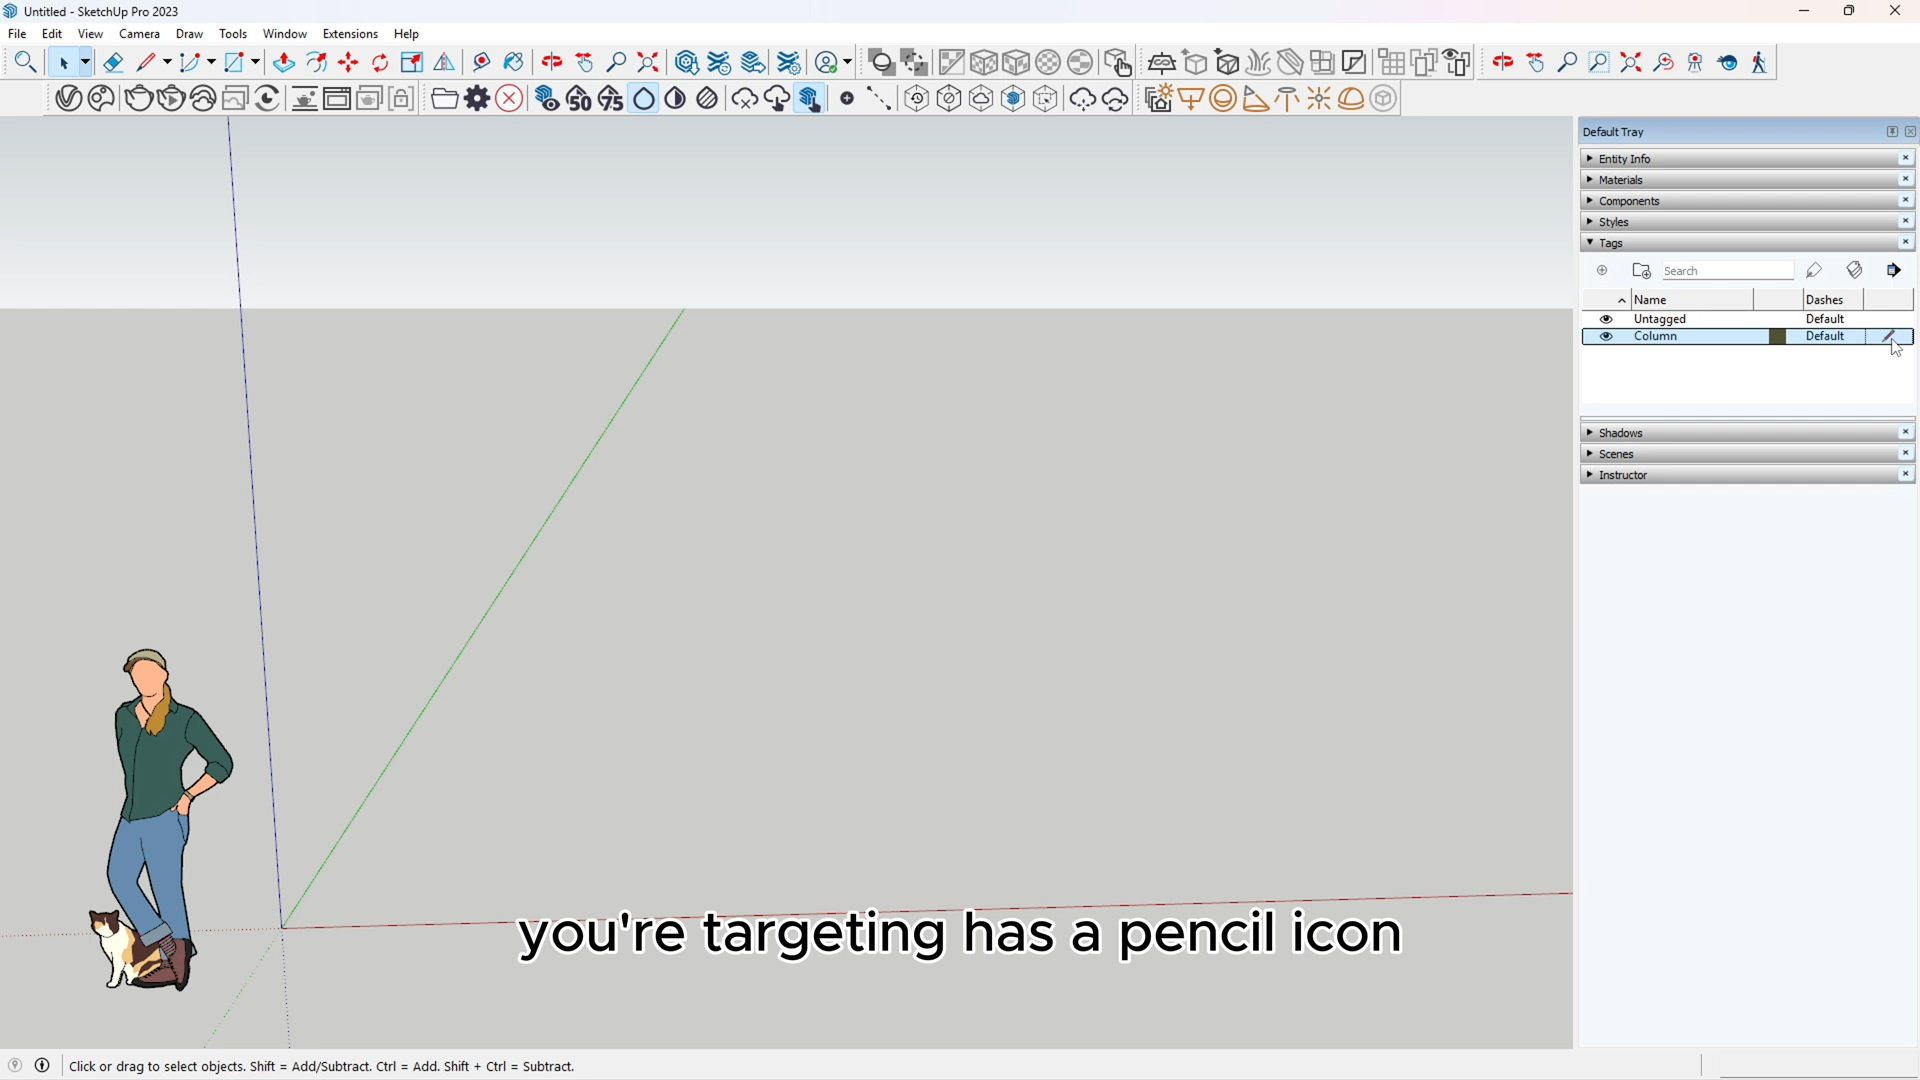 Untitled - SketchUp Pro 2023
File Edit View Camera Draw Tools Window Extensions Help
50 75
Default Tray
Entity Info
Materials
Components
Styles
Tags
Search
Name Dashes
Untagged Default
Column Default
Shadows
Scenes
Instructor
you're targeting has a pencil icon
Click or drag to select objects. Shift = Add/Subtract. Ctrl = Add. Shift + Ctrl = Subtract.